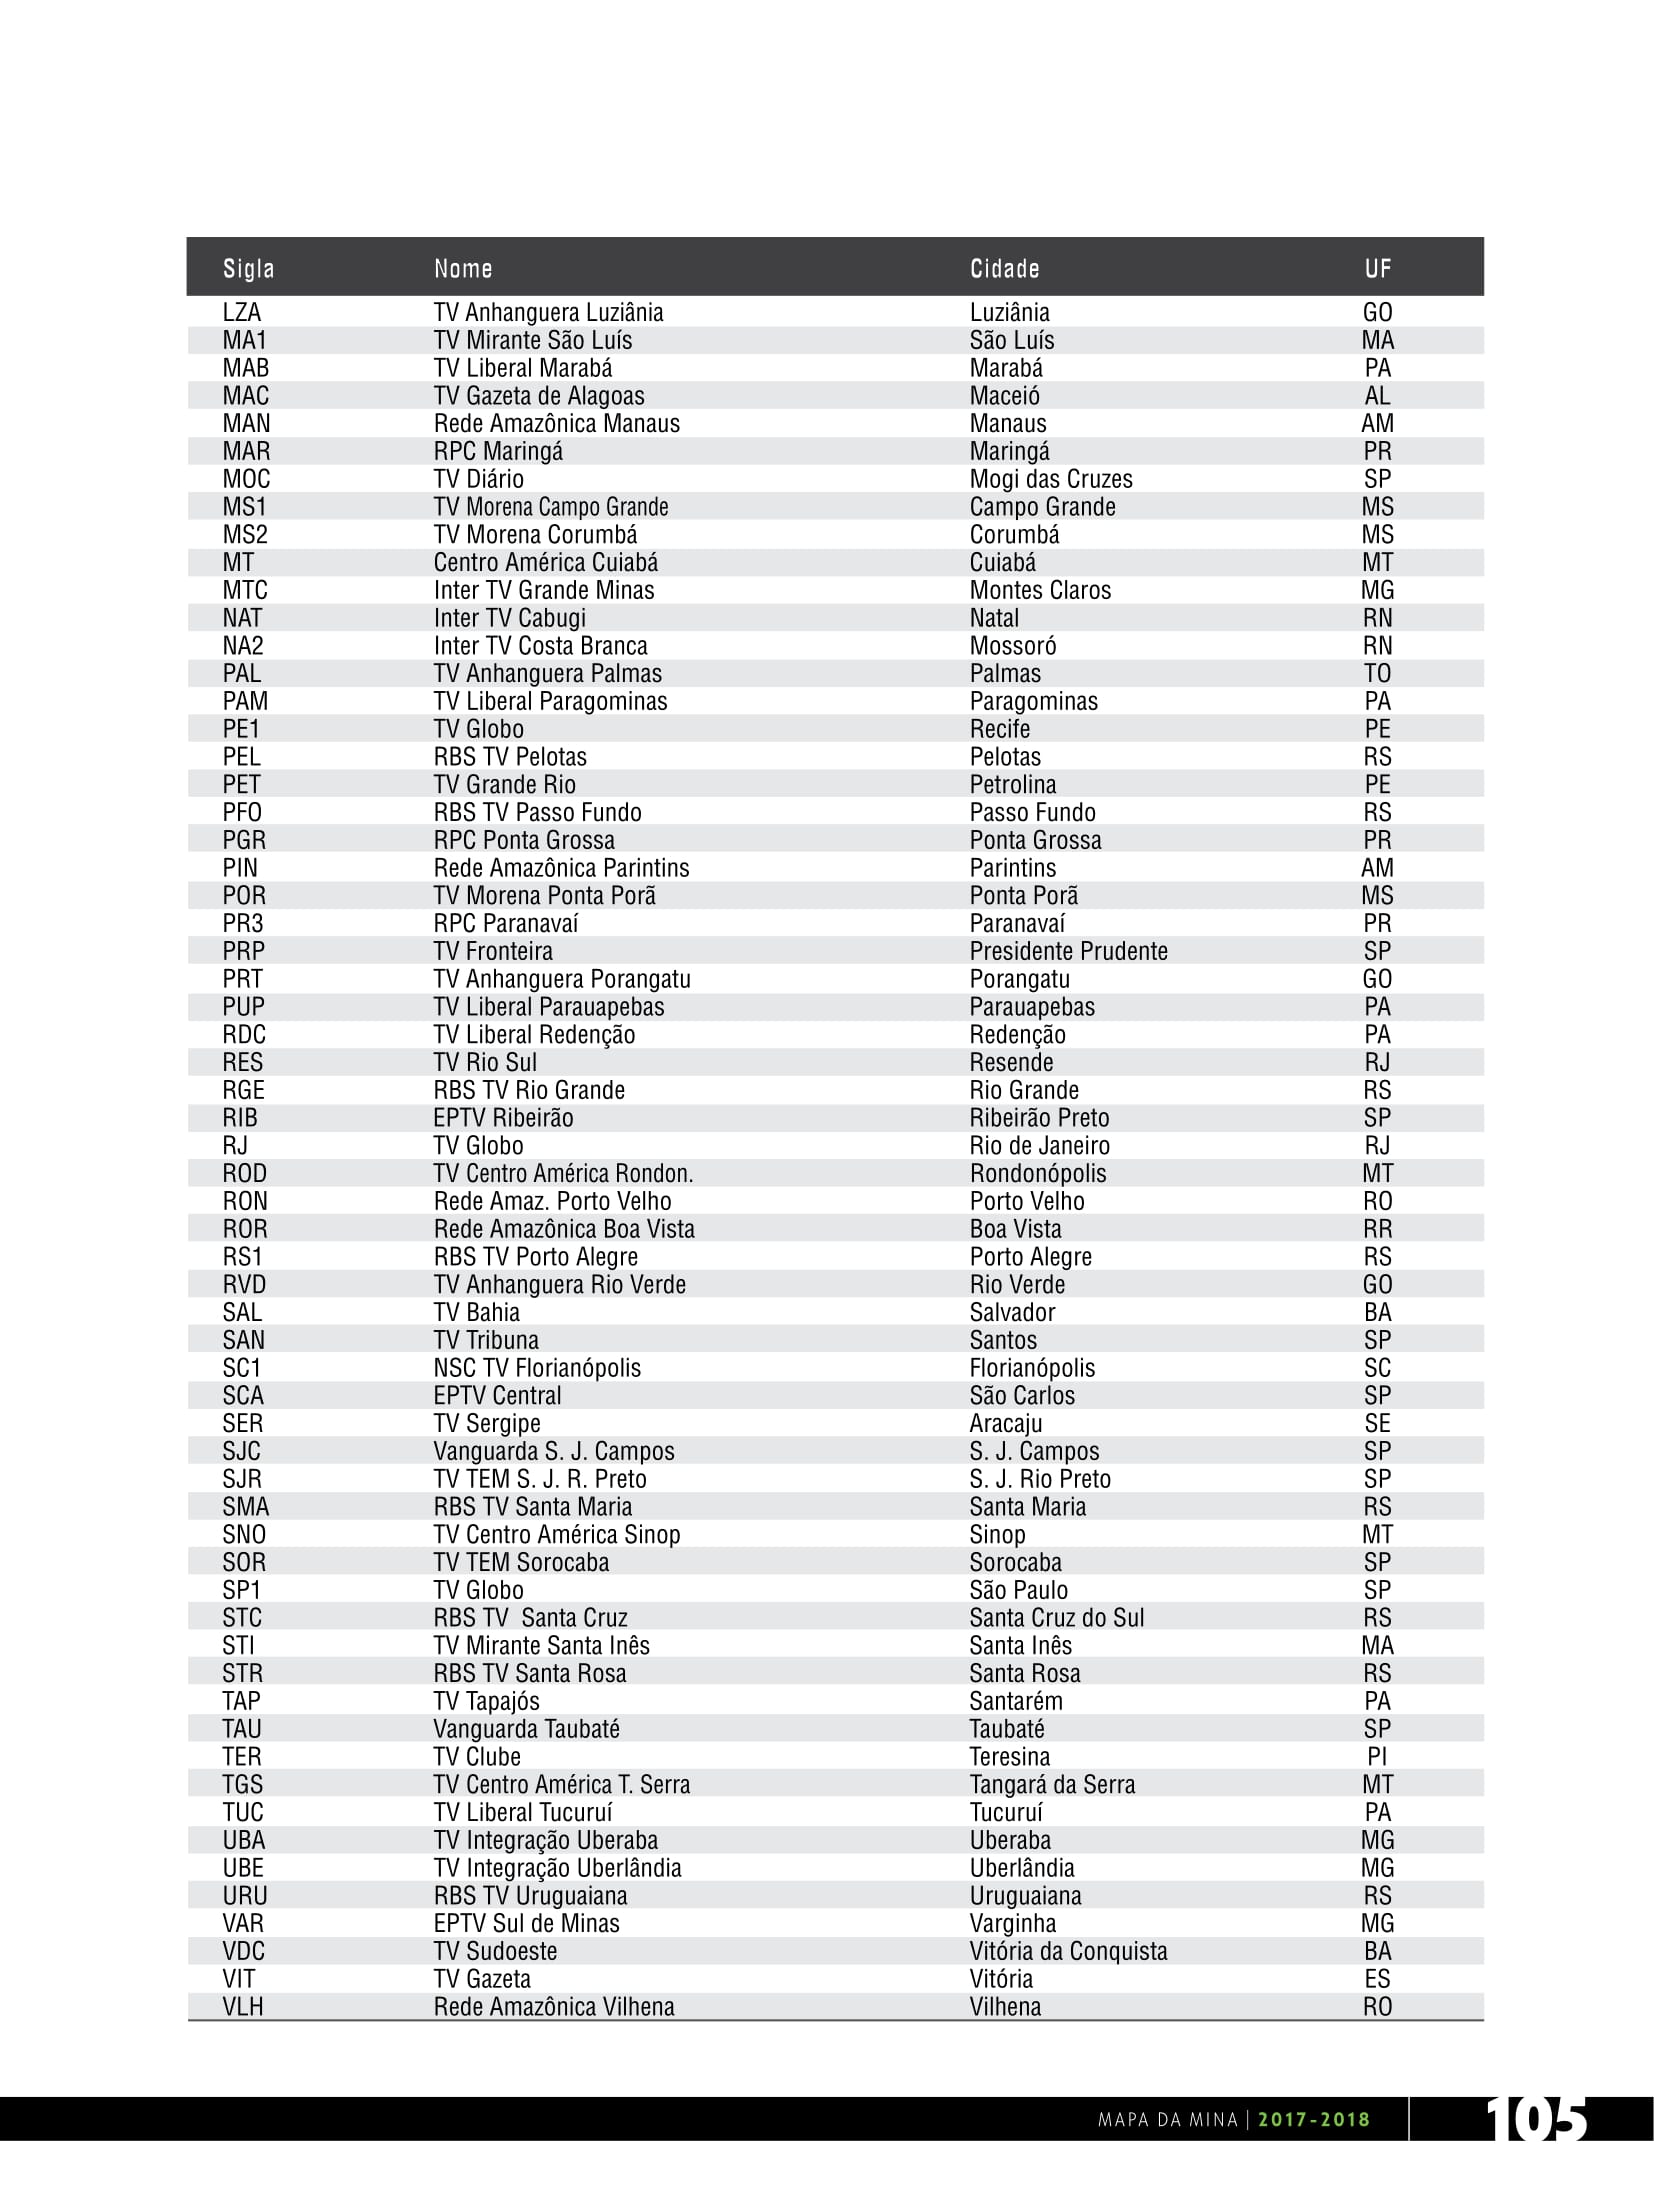 Sigla Nome Cidade UF
LZA TV Anhanguera Luziânia Luziânia GO
MA1 TV Mirante São Luís São Luís MA
MAB TV Liberal Marabá Marabá PA
MAC TV Gazeta de Alagoas Maceió AL
MAN Rede Amazônica Manaus Manaus AM
MAR RPC Maringá Maringá PR
MOC TV Diário Mogi das Cruzes SP
MS1 TV Morena Campo Grande Campo Grande MS
MS2 TV Morena Corumbá Corumbá MS
MT Centro América Cuiabá Cuiabá MT
MTC Inter TV Grande Minas Montes Claros MG
NAT Inter TV Cabugi Natal RN
NA2 Inter TV Costa Branca Mossoró RN
PAL TV Anhanguera Palmas Palmas TO
PAM TV Liberal Paragominas Paragominas PA
PE1 TV Globo Recife PE
PEL RBS TV Pelotas Pelotas RS
PET TV Grande Rio Petrolina PE
PFO RBS TV Passo Fundo Passo Fundo RS
PGR RPC Ponta Grossa Ponta Grossa PR
PIN Rede Amazônica Parintins Parintins AM
POR TV Morena Ponta Porã Ponta Porã MS
PR3 RPC Paranavaí Paranavaí PR
PRP TV Fronteira Presidente Prudente SP
PRT TV Anhanguera Porangatu Porangatu GO
PUP TV Liberal Parauapebas Parauapebas PA
RDC TV Liberal Redenção Redenção PA
RES TV Rio Sul Resende RJ
RGE RBS TV Rio Grande Rio Grande RS
RIB EPTV Ribeirão Ribeirão Preto SP
RJ TV Globo Rio de Janeiro RJ
ROD TV Centro América Rondon. Rondonópolis MT
RON Rede Amaz. Porto Velho Porto Velho RO
ROR Rede Amazônica Boa Vista Boa Vista RR
RS1 RBS TV Porto Alegre Porto Alegre RS
RVD TV Anhanguera Rio Verde Rio Verde GO
SAL TV Bahia Salvador BA
SAN TV Tribuna Santos SP
SC1 NSC TV Florianópolis Florianópolis SC
SCA EPTV Central São Carlos SP
SER TV Sergipe Aracaju SE
SJC Vanguarda S. J. Campos S. J. Campos SP
SJR TV TEM S. J. R. Preto S. J. Rio Preto SP
SMA RBS TV Santa Maria Santa Maria RS
SNO TV Centro América Sinop Sinop MT
SOR TV TEM Sorocaba Sorocaba SP
SP1 TV Globo São Paulo SP
STC RBS TV  Santa Cruz Santa Cruz do Sul RS
STI TV Mirante Santa Inês Santa Inês MA
STR RBS TV Santa Rosa Santa Rosa RS
TAP TV Tapajós Santarém PA
TAU Vanguarda Taubaté Taubaté SP
TER TV Clube Teresina PI
TGS TV Centro América T. Serra Tangará da Serra MT
TUC TV Liberal Tucuruí Tucuruí PA
UBA TV Integração Uberaba Uberaba MG
UBE TV Integração Uberlândia Uberlândia MG
URU RBS TV Uruguaiana Uruguaiana RS
VAR EPTV Sul de Minas Varginha MG
VDC TV Sudoeste Vitória da Conquista BA
VIT TV Gazeta Vitória ES
VLH Rede Amazônica Vilhena Vilhena RO
MAPA DA MINA | 2017-2018 105